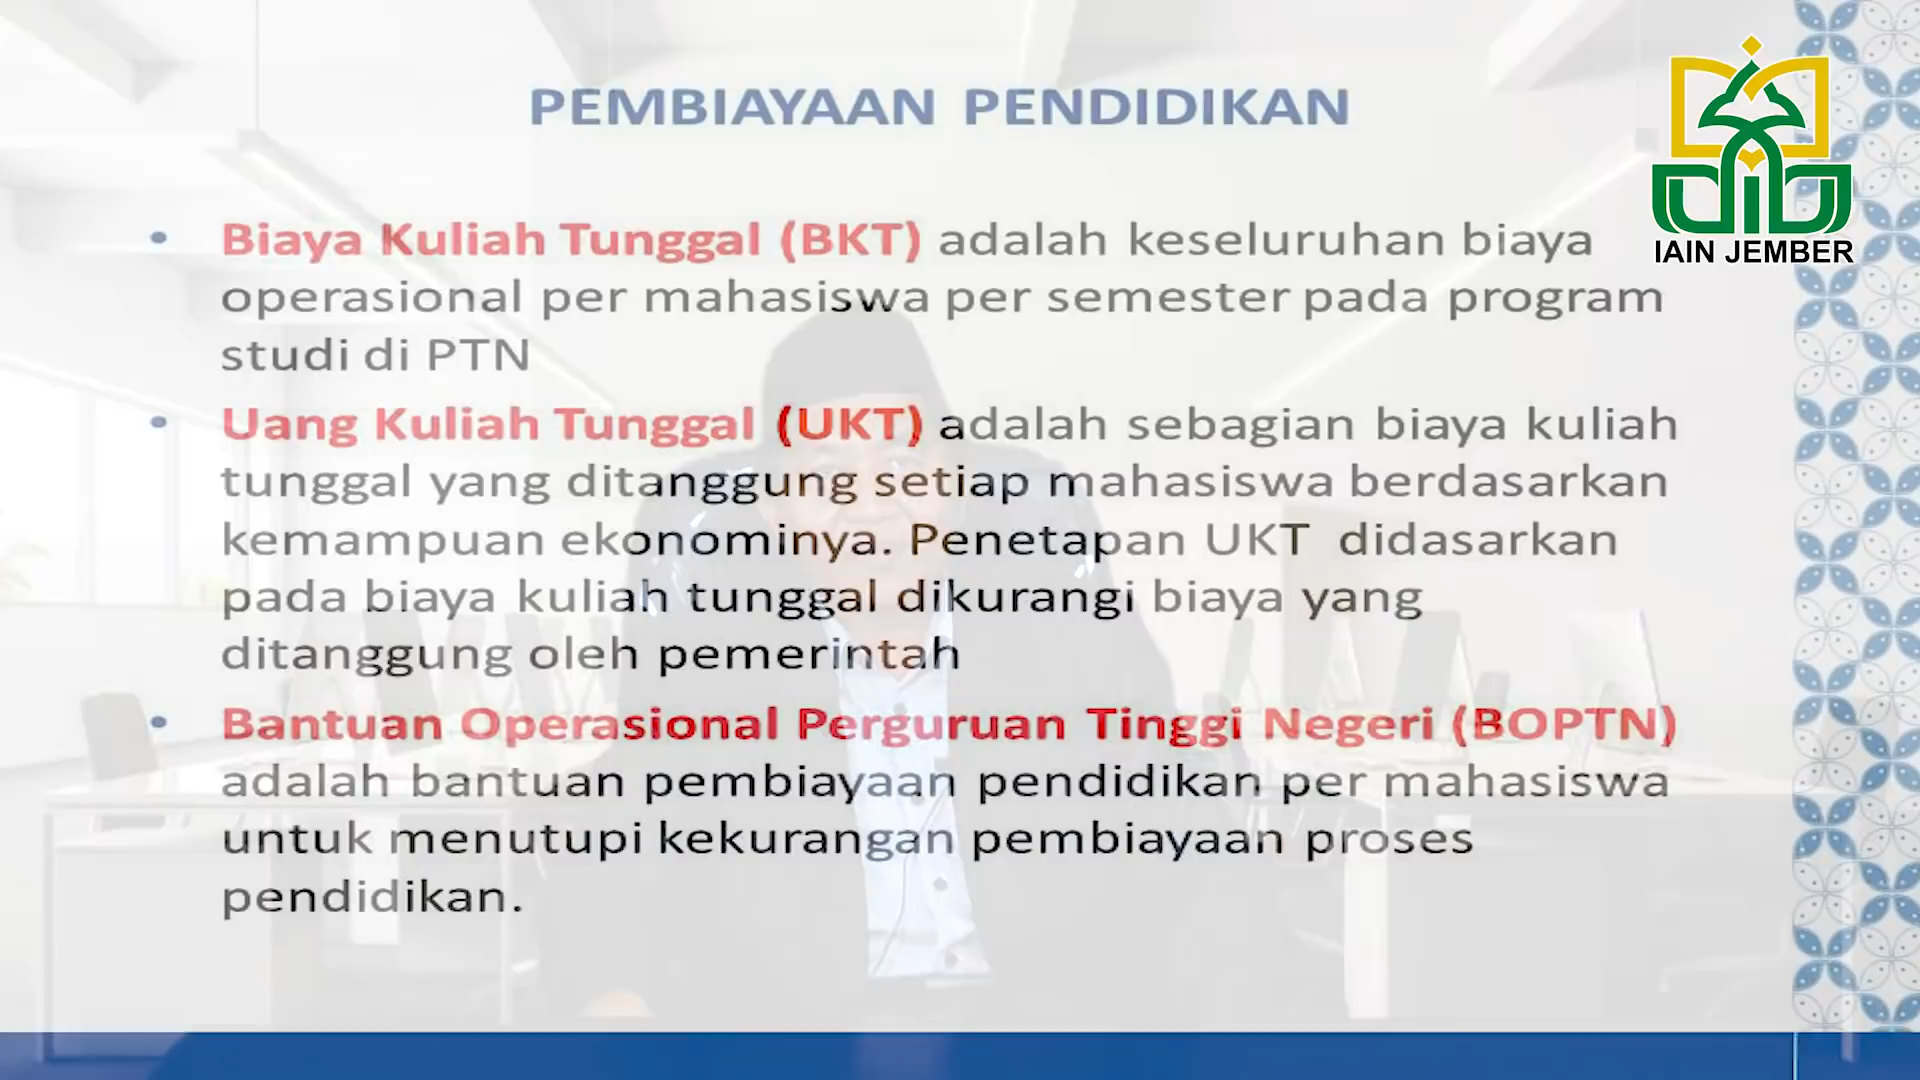 PEMBIAYAAN PENDIDIKAN
IAIN JEMBER
• Biaya Kuliah Tunggal (BKT) adalah keseluruhan biaya
operasional per mahasiswa per semester pada program
studi di PTN
• Uang Kuliah Tunggal (UKT) adalah sebagian biaya kuliah
tunggal yang ditanggung setiap mahasiswa berdasarkan
kemampuan ekonominya. Penetapan UKT didasarkan
pada biaya kuliah tunggal dikurangi biaya yang
ditanggung oleh pemerintah
• Bantuan Operasional Perguruan Tinggi Negeri (BOPTN)
adalah bantuan pembiayaan pendidikan per mahasiswa
untuk menutupi kekurangan pembiayaan proses
pendidikan.